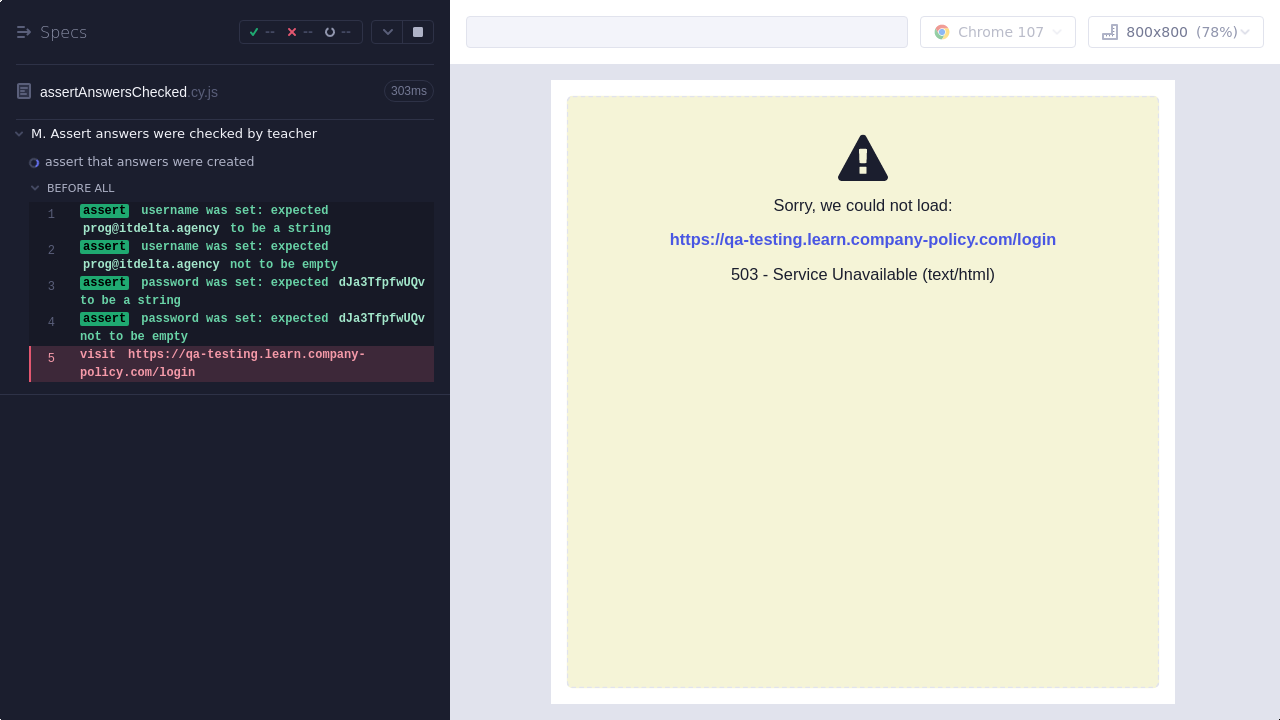 Specs
-- -- --
assertAnswersChecked.cy.js 303ms
M. Assert answers were checked by teacher
assert that answers were created
BEFORE ALL
1 assert username was set: expected
prog@itdelta.agency to be a string
2 assert username was set: expected
prog@itdelta.agency not to be empty
3 assert password was set: expected dJa3TfpfwUQv
to be a string
4 assert password was set: expected dJa3TfpfwUQv
not to be empty
5 visit https://qa-testing.learn.company-
policy.com/login
Chrome 107
800x800 (78%)
Sorry, we could not load:
https://qa-testing.learn.company-policy.com/login
503 - Service Unavailable (text/html)